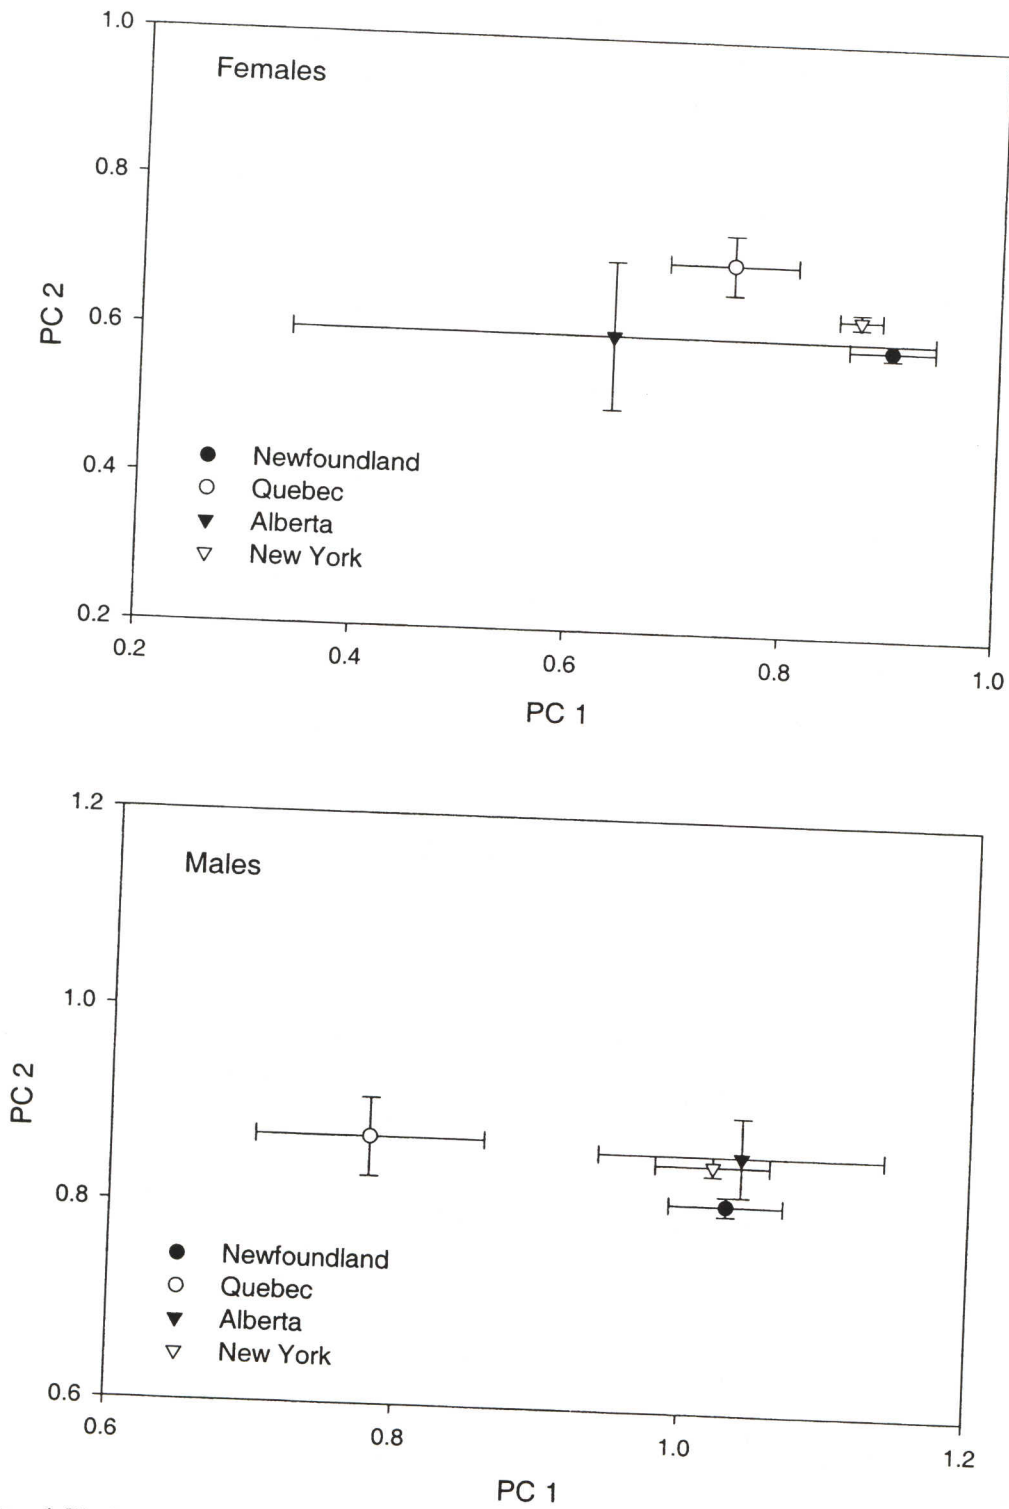 1.0
Females
0.8
PC 2
0.6
0.4
Newfoundland
Quebec
Alberta
New York
0.2
0.2 0.4 0.6 0.8 1.0
PC 1
1.2
Males
1.0
PC 2
0.8
Newfoundland
Quebec
Alberta
New York
0.6
0.6 0.8 1.0 1.2
PC 1